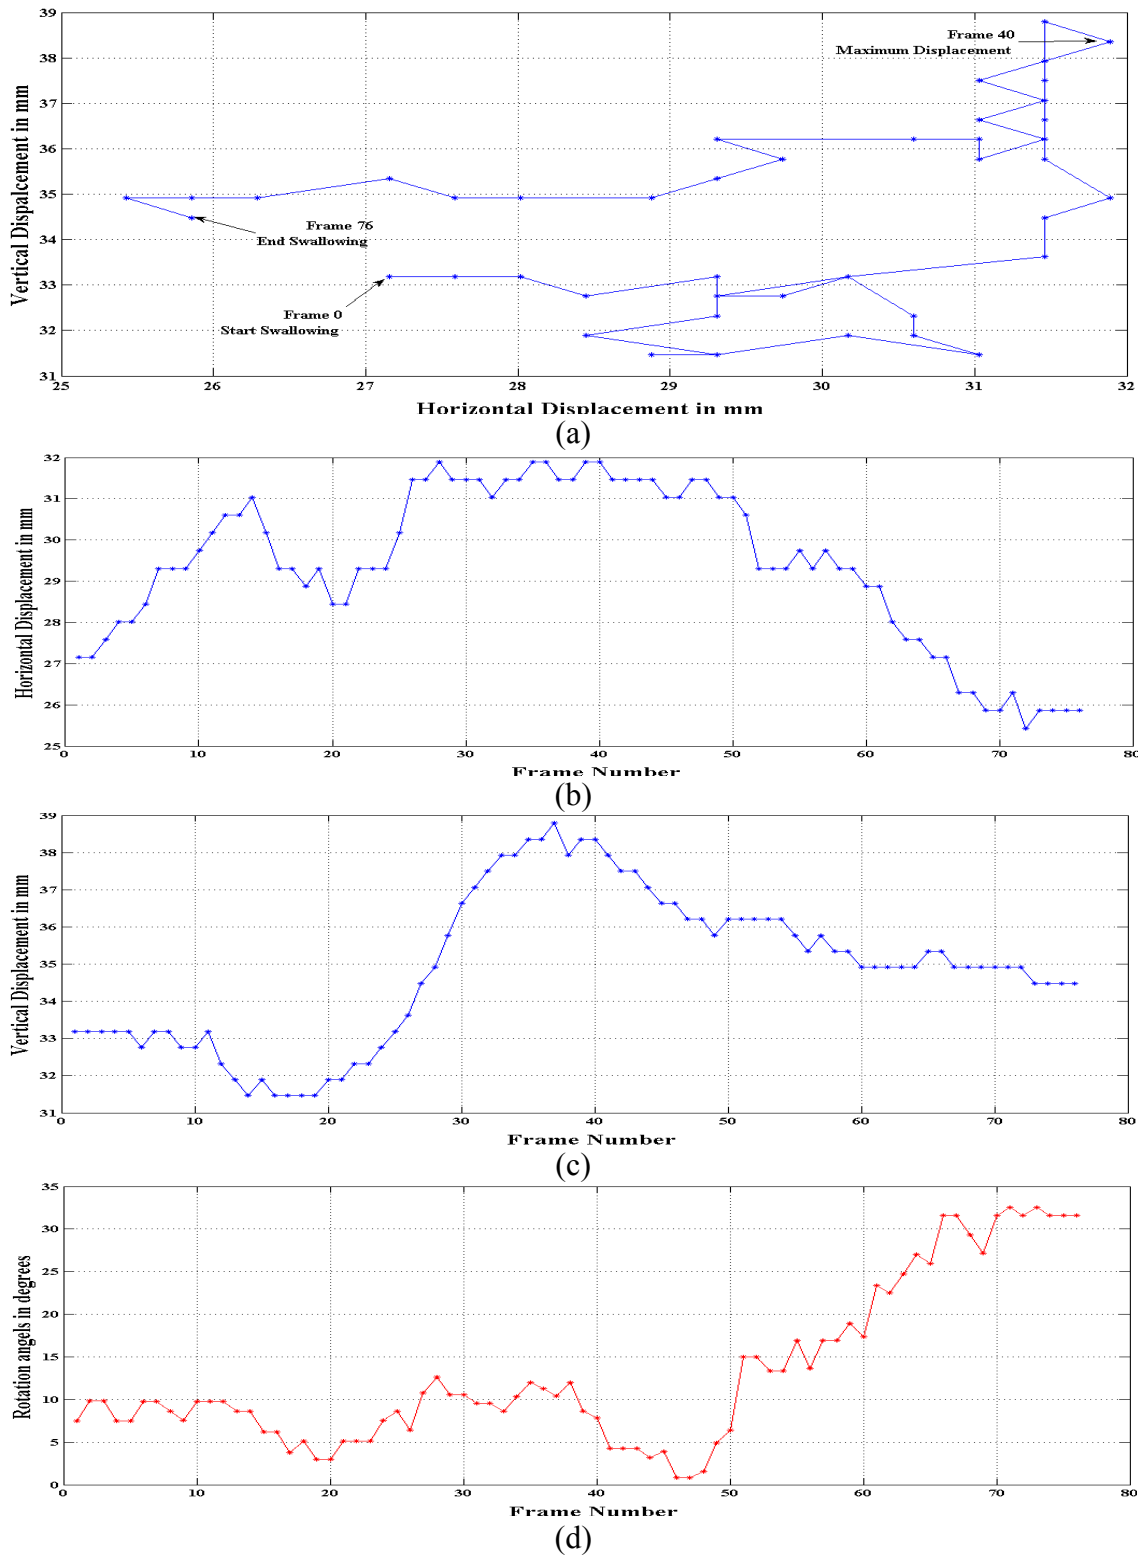 39
38
37
36
35
34
33
32
31
Vertical Dispalcement in mm
Frame 40
Maximum Displacement
Frame 76
End Swallowing
Frame 0
Start Swallowing
25 26 27 28 29 30 31 32
Horizontal Displacement in mm
(a)
32
31
30
29
28
27
26
25
Horizontal Displacement in mm
0 10 20 30 40 50 60 70 80
Frame Number
(b)
39
38
37
36
35
34
33
32
31
Vertical Displacement in mm
0 10 20 30 40 50 60 70 80
Frame Number
(c)
35
30
25
20
15
10
5
0
Rotation angels in degrees
0 10 20 30 40 50 60 70 80
Frame Number
(d)